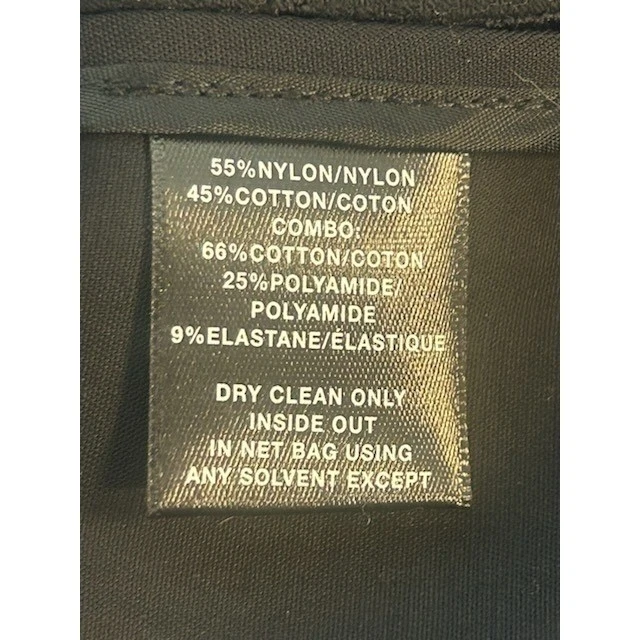 55%NYLON/NYLON
45%COTTON/COTON
COMBO:
66%COTTON/COTON
25%POLYAMIDE/
POLYAMIDE
9%ELASTANE/ÉLASTIQUE
DRY CLEAN ONLY
INSIDE OUT
IN NET BAG USING
ANY SOLVENT EXCEPT